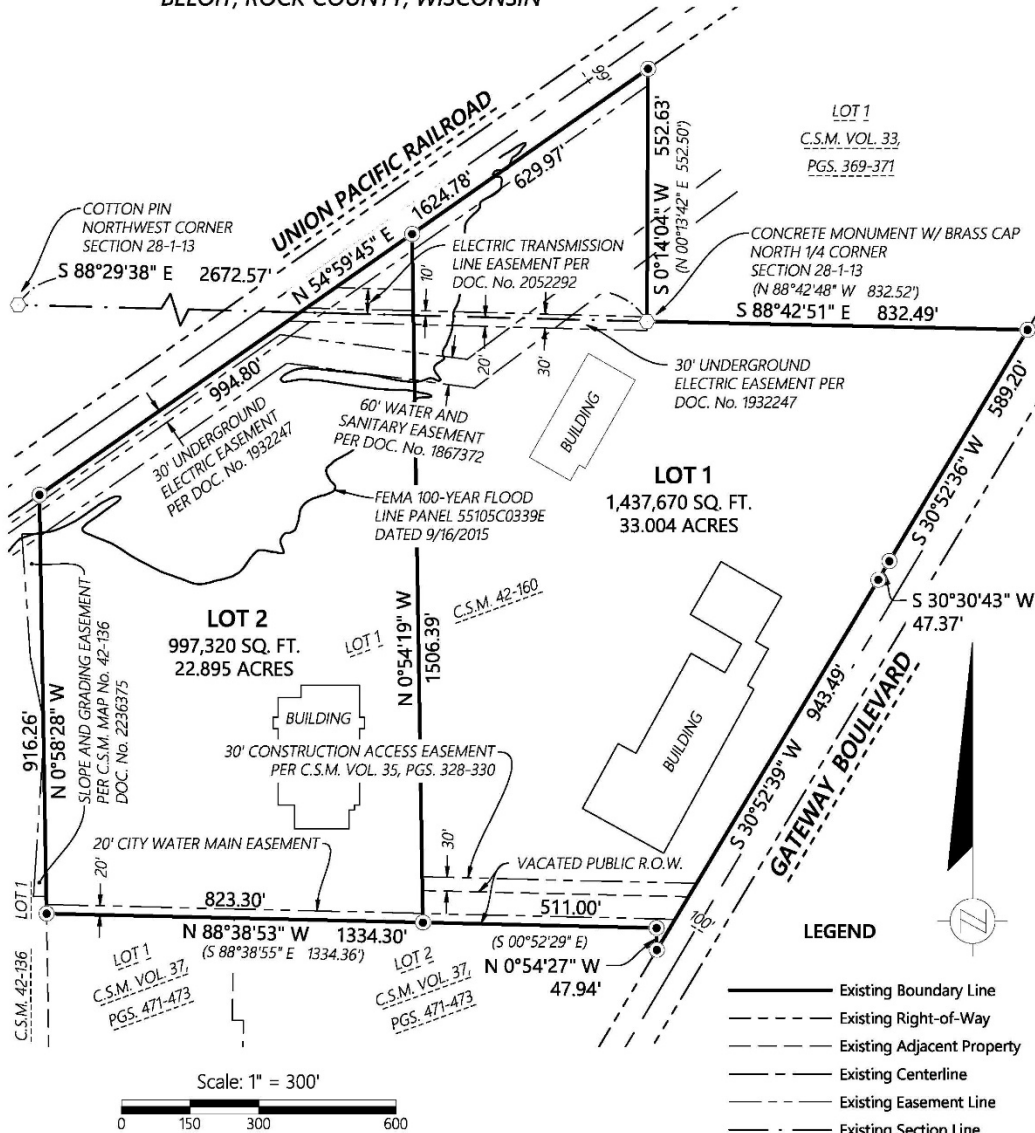 BELOIT, ROCK COUNTY, WISCONSIN
99'
UNION PACIFIC RAILROAD
LOT 1
C.S.M. VOL. 33,
PGS. 369-371
S 0°14'04" W 552.63'
(N 00°13'42" E 552.50')
N 54°59'45" E 1624.78'
629.97'
994.80'
COTTON PIN
NORTHWEST CORNER
SECTION 28-1-13
S 88°29'38" E 2672.57'
ELECTRIC TRANSMISSION
LINE EASEMENT PER
DOC. No. 2052292
10'
10'
20'
30'
CONCRETE MONUMENT W/ BRASS CAP
NORTH 1/4 CORNER
SECTION 28-1-13
(N 88°42'48" W 832.52')
S 88°42'51" E 832.49'
30' UNDERGROUND
ELECTRIC EASEMENT PER
DOC. No. 1932247
30' UNDERGROUND
ELECTRIC EASEMENT
PER DOC. No. 1932247
60' WATER AND
SANITARY EASEMENT
PER DOC. No. 1867372
BUILDING
FEMA 100-YEAR FLOOD
LINE PANEL 55105C0339E
DATED 9/16/2015
LOT 1
1,437,670 SQ. FT.
33.004 ACRES
S 30°52'36" W 589.20'
S 30°30'43" W
47.37'
S 30°52'39" W 943.49'
GATEWAY BOULEVARD
100'
C.S.M. 42-160
LOT 1
N 0°54'19" W
1506.39'
LOT 2
997,320 SQ. FT.
22.895 ACRES
916.26'
N 0°58'28" W
SLOPE AND GRADING EASEMENT
PER C.S.M. MAP No. 42-136
DOC. No. 2236375
BUILDING
BUILDING
30' CONSTRUCTION ACCESS EASEMENT
PER C.S.M. VOL. 35, PGS. 328-330
20' CITY WATER MAIN EASEMENT
20'
30'
VACATED PUBLIC R.O.W.
823.30'
511.00'
N 88°38'53" W 1334.30'
(S 88°38'55" E 1334.36')
(S 00°52'29" E)
N 0°54'27" W
47.94'
LOT 1
C.S.M. 42-136
LOT 1
C.S.M. VOL. 37,
PGS. 471-473
LOT 2
C.S.M. VOL. 37,
PGS. 471-473
N
LEGEND
Existing Boundary Line
Existing Right-of-Way
Existing Adjacent Property
Existing Centerline
Existing Easement Line
Existing Section Line
Scale: 1" = 300'
0 150 300 600